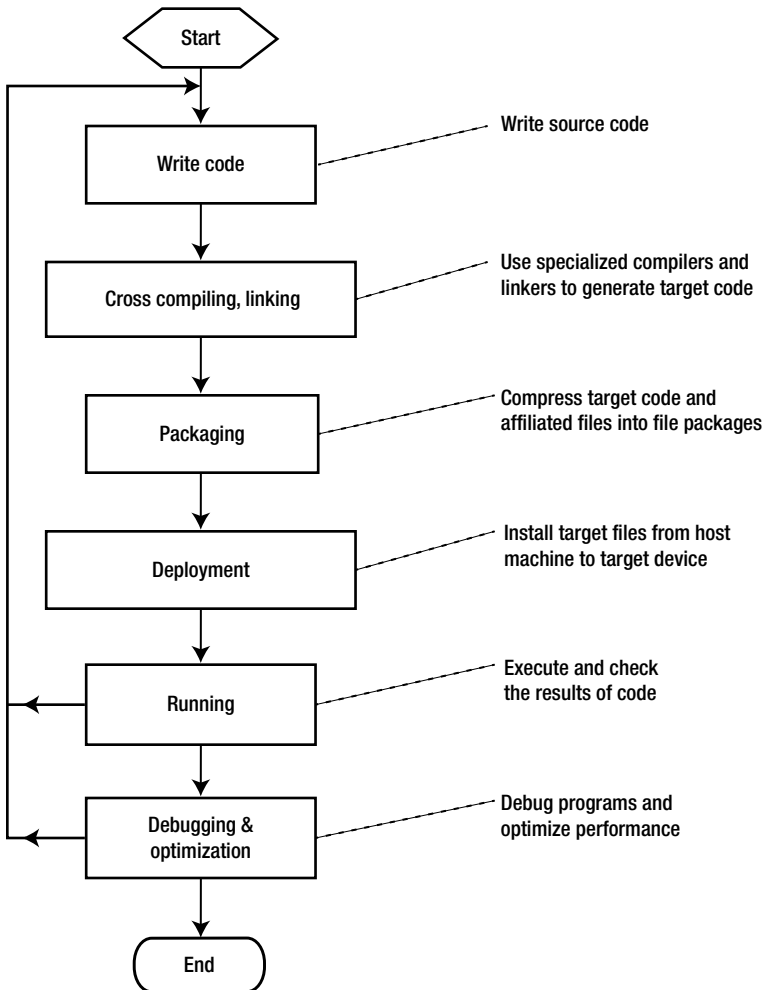 Start
Write code
Write source code
Cross compiling, linking
Use specialized compilers and
linkers to generate target code
Packaging
Compress target code and
affiliated files into file packages
Deployment
Install target files from host
machine to target device
Running
Execute and check
the results of code
Debugging &
optimization
Debug programs and
optimize performance
End